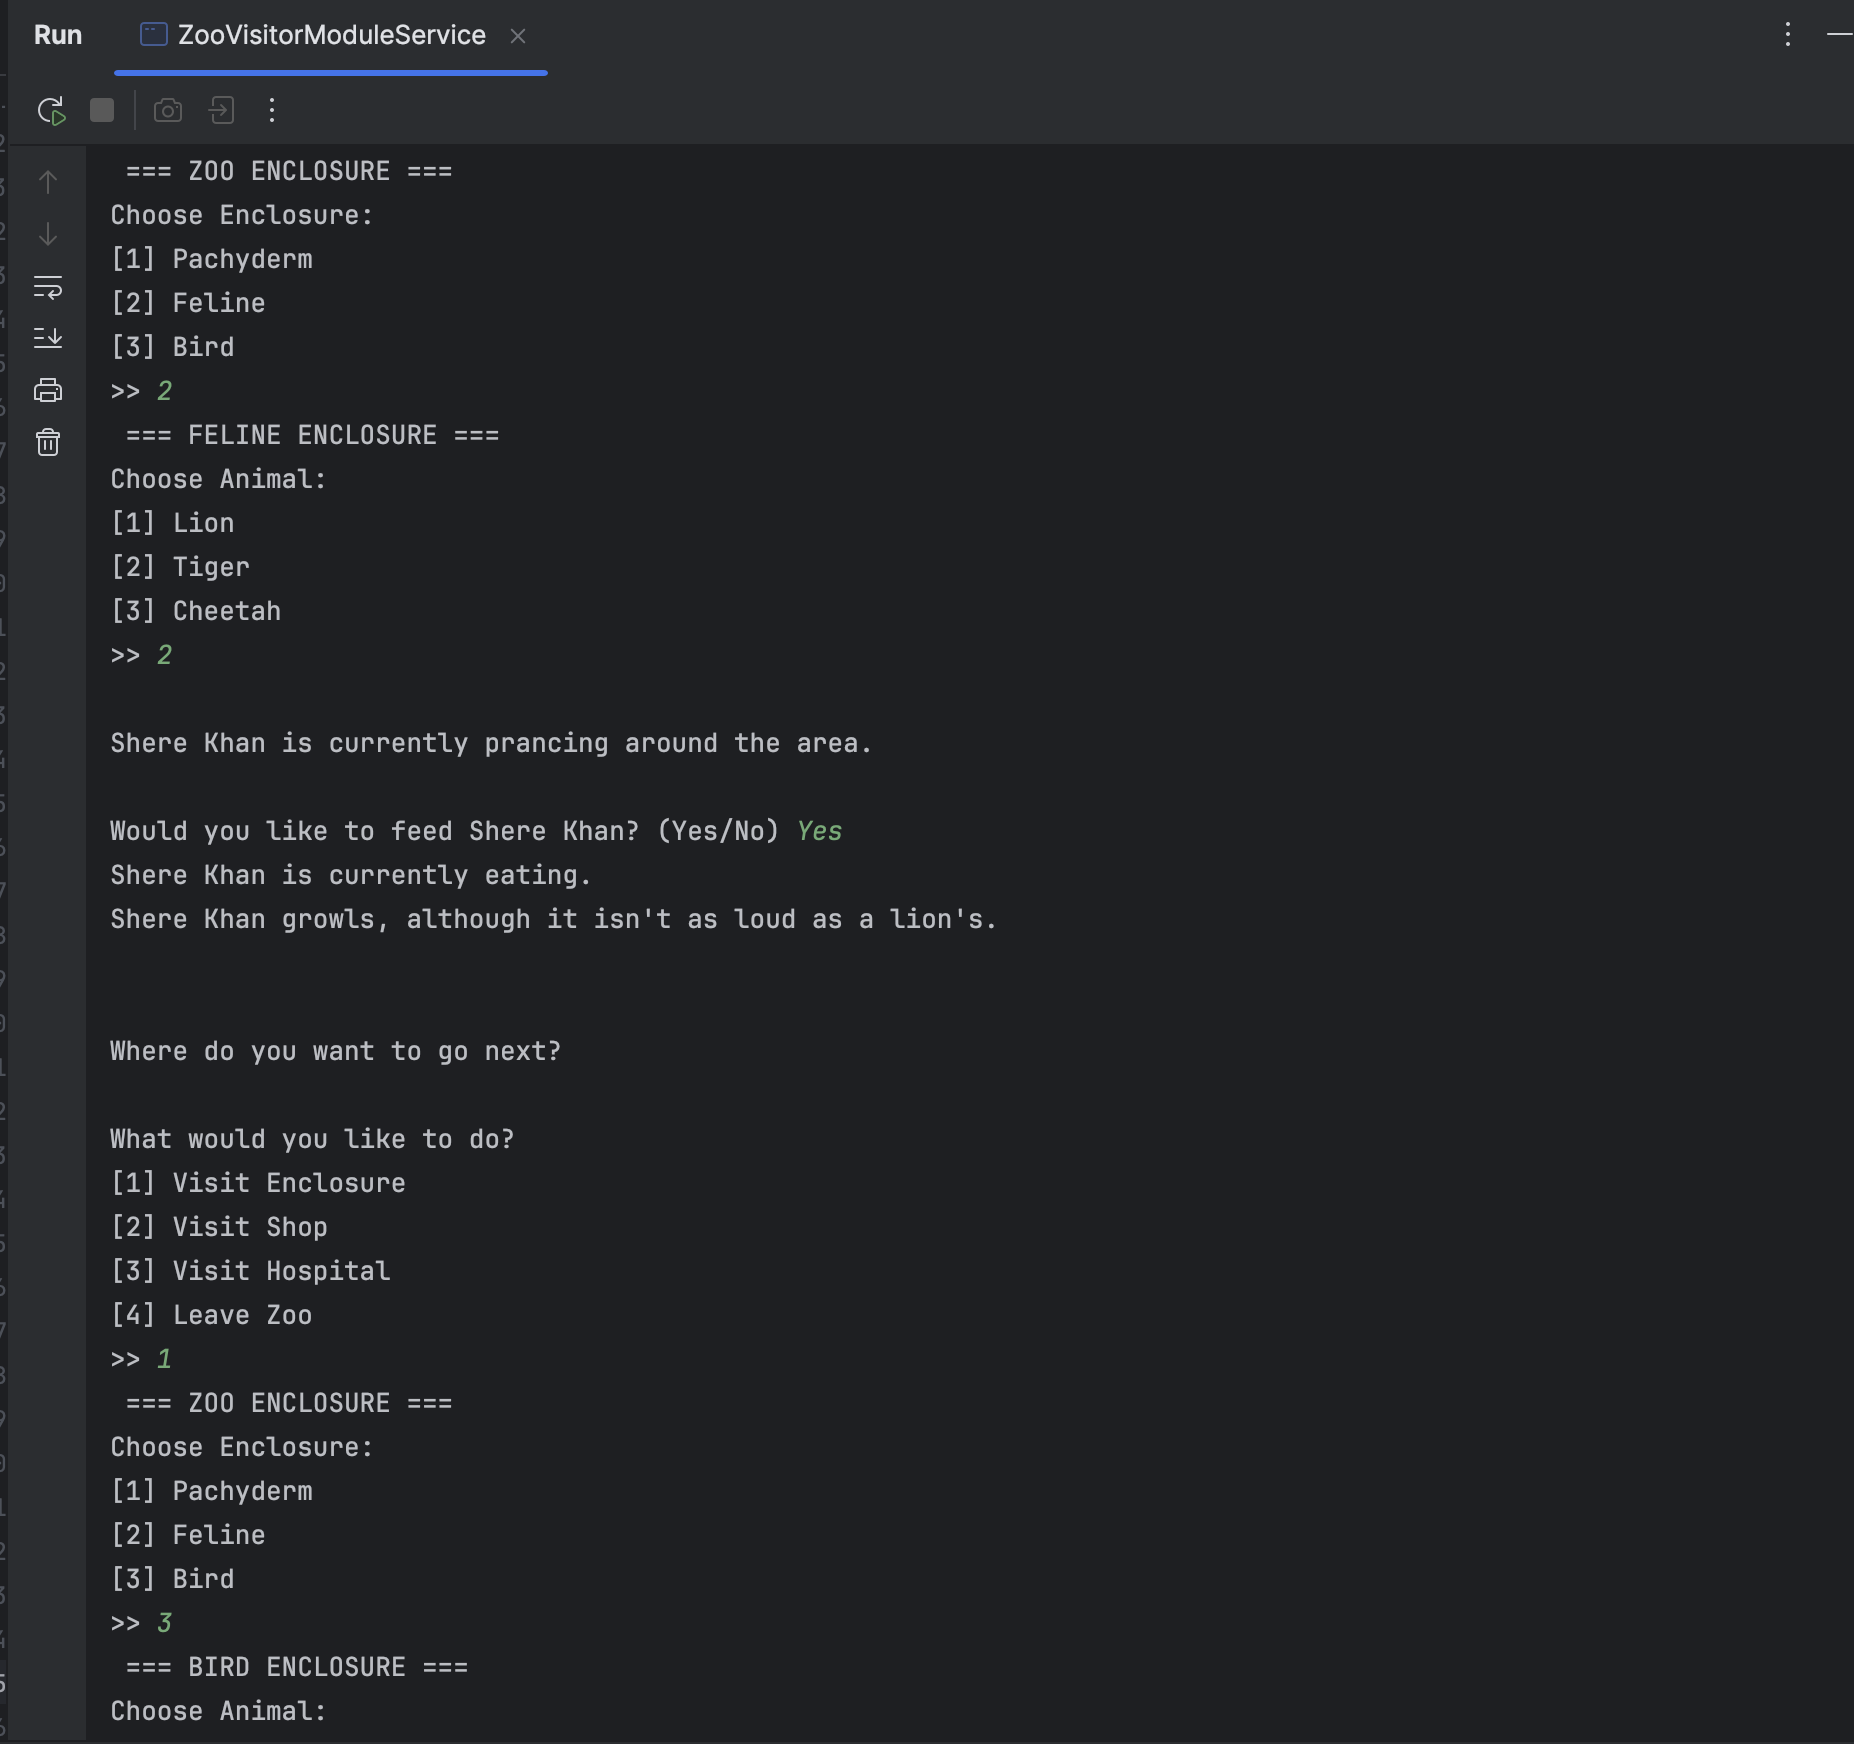 Run ZooVisitorModuleService
=== ZOO ENCLOSURE ===
Choose Enclosure:
[1] Pachyderm
[2] Feline
[3] Bird
>> 2
=== FELINE ENCLOSURE ===
Choose Animal:
[1] Lion
[2] Tiger
[3] Cheetah
>> 2
Shere Khan is currently prancing around the area.
Would you like to feed Shere Khan? (Yes/No) Yes
Shere Khan is currently eating.
Shere Khan growls, although it isn't as loud as a lion's.
Where do you want to go next?
What would you like to do?
[1] Visit Enclosure
[2] Visit Shop
[3] Visit Hospital
[4] Leave Zoo
>> 1
=== ZOO ENCLOSURE ===
Choose Enclosure:
[1] Pachyderm
[2] Feline
[3] Bird
>> 3
=== BIRD ENCLOSURE ===
Choose Animal: